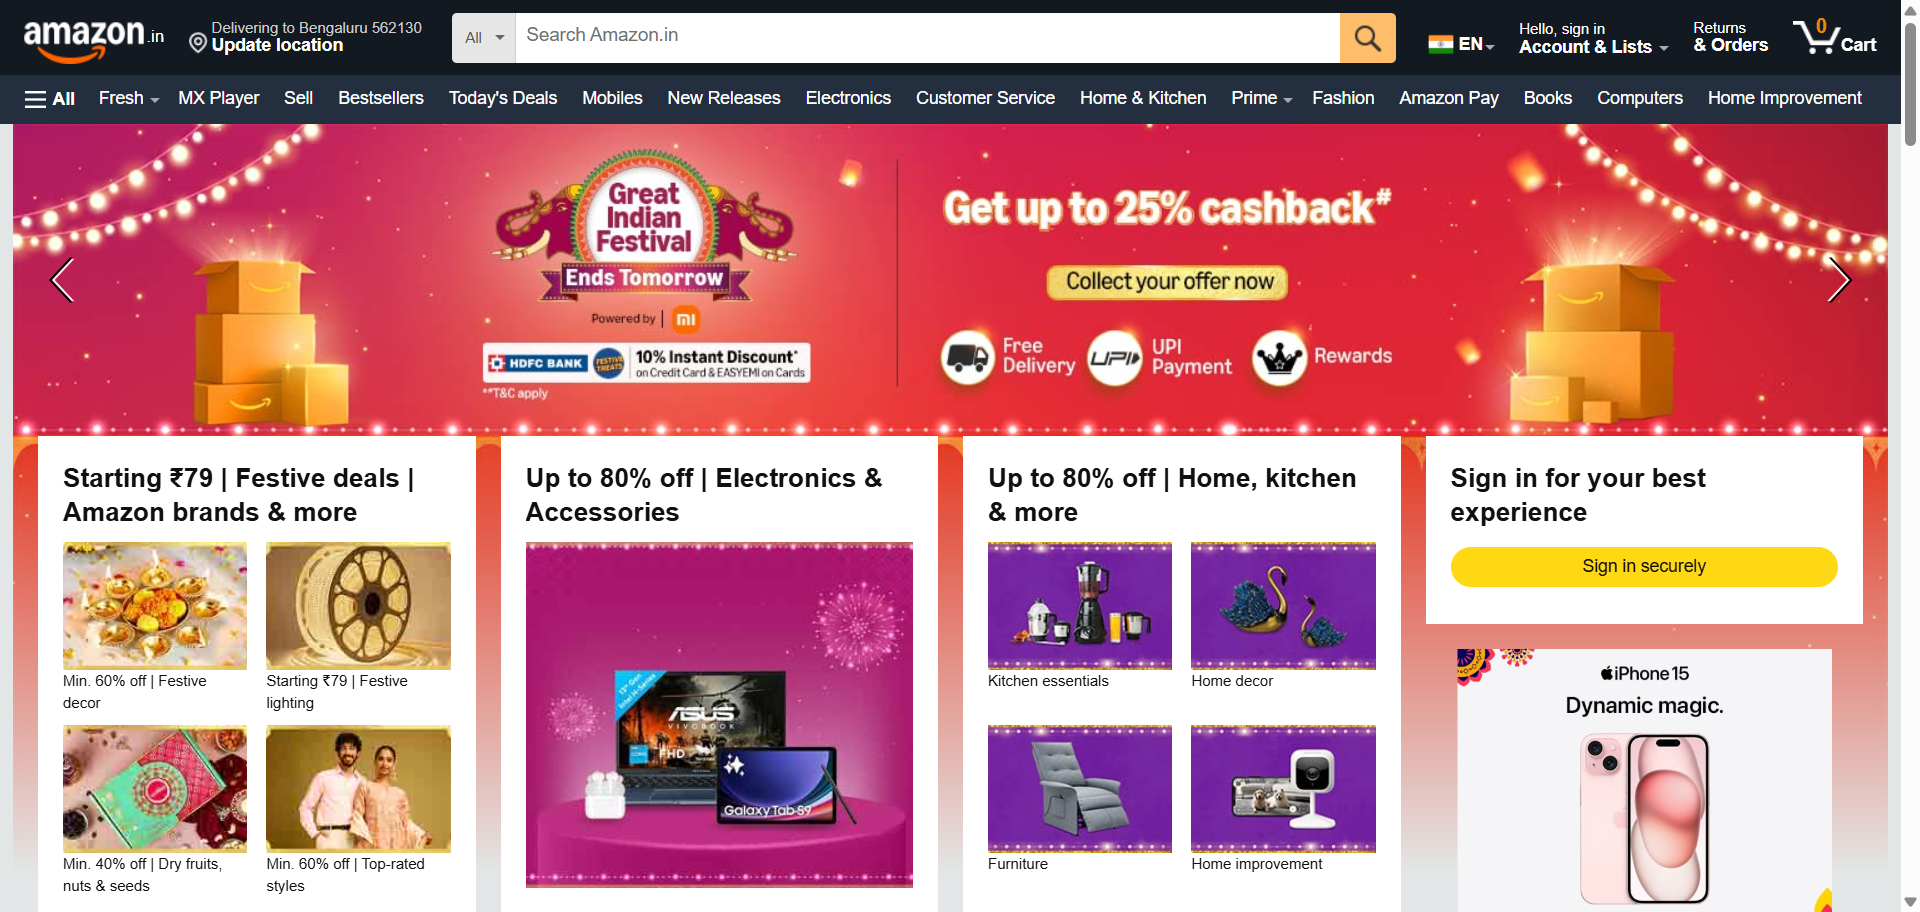 amazon.in
Delivering to Bengaluru 562130
Update location
All
Search Amazon.in
EN
Hello, sign in
Account & Lists
Returns
& Orders
0
Cart
All
Fresh
MX Player
Sell
Bestsellers
Today's Deals
Mobiles
New Releases
Electronics
Customer Service
Home & Kitchen
Prime
Fashion
Amazon Pay
Books
Computers
Home Improvement
Great
Indian
Festival
Ends Tomorrow
Powered by | mi
HDFC BANK
FESTIVE
TREATS
10% Instant Discount*
on Credit Card & EASYEMI on Cards
**T&C apply
Get up to 25% cashback#
Collect your offer now
Free
Delivery
UPI
UPI
Payment
Rewards
Starting ₹79 | Festive deals |
Amazon brands & more
Min. 60% off | Festive
decor
Starting ₹79 | Festive
lighting
Min. 40% off | Dry fruits,
nuts & seeds
Min. 60% off | Top-rated
styles
Up to 80% off | Electronics &
Accessories
13th Gen
Intel H-Series
ASUS
VIVOBOOK
FHD
Galaxy Tab S9
Up to 80% off | Home, kitchen
& more
Kitchen essentials
Home decor
Furniture
Home improvement
Sign in for your best
experience
Sign in securely
iPhone 15
Dynamic magic.